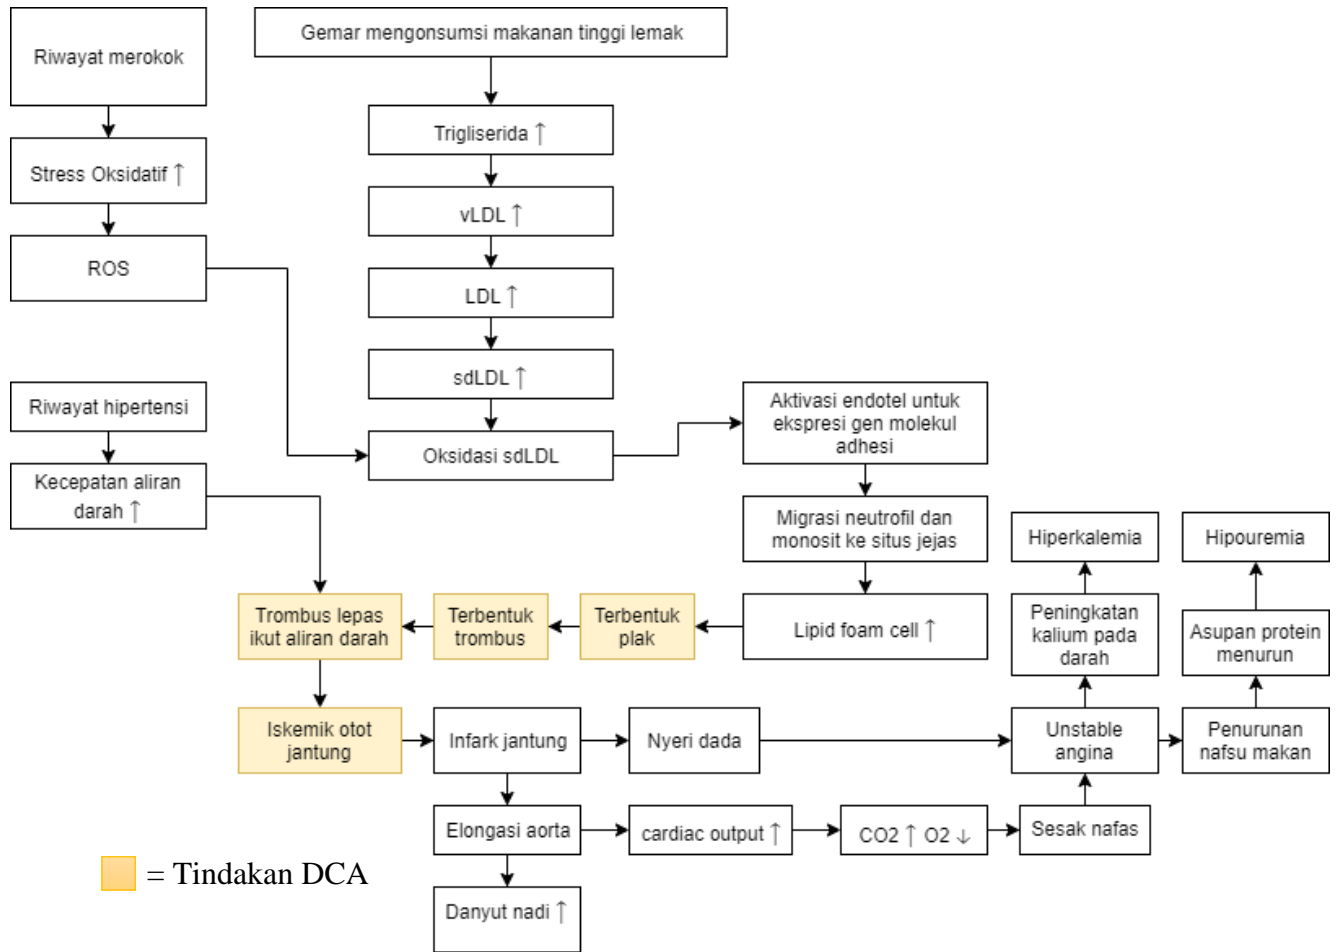 Gemar mengonsumsi makanan tinggi lemak
Riwayat merokok
Trigliserida ↑
Stress Oksidatif ↑
vLDL ↑
ROS
LDL ↑
sdLDL ↑
Riwayat hipertensi
Aktivasi endotel untuk
ekspresi gen molekul
adhesi
Oksidasi sdLDL
Kecepatan aliran
darah ↑
Migrasi neutrofil dan
monosit ke situs jejas
Hiperkalemia
Hipouremia
Trombus lepas
ikut aliran darah
Terbentuk
trombus
Terbentuk
plak
Lipid foam cell ↑
Peningkatan
kalium pada
darah
Asupan protein
menurun
Iskemik otot
jantung
Infark jantung
Nyeri dada
Unstable
angina
Penurunan
nafsu makan
Elongasi aorta
cardiac output ↑
CO2 ↑ O2 ↓
Sesak nafas
= Tindakan DCA
Danyut nadi ↑